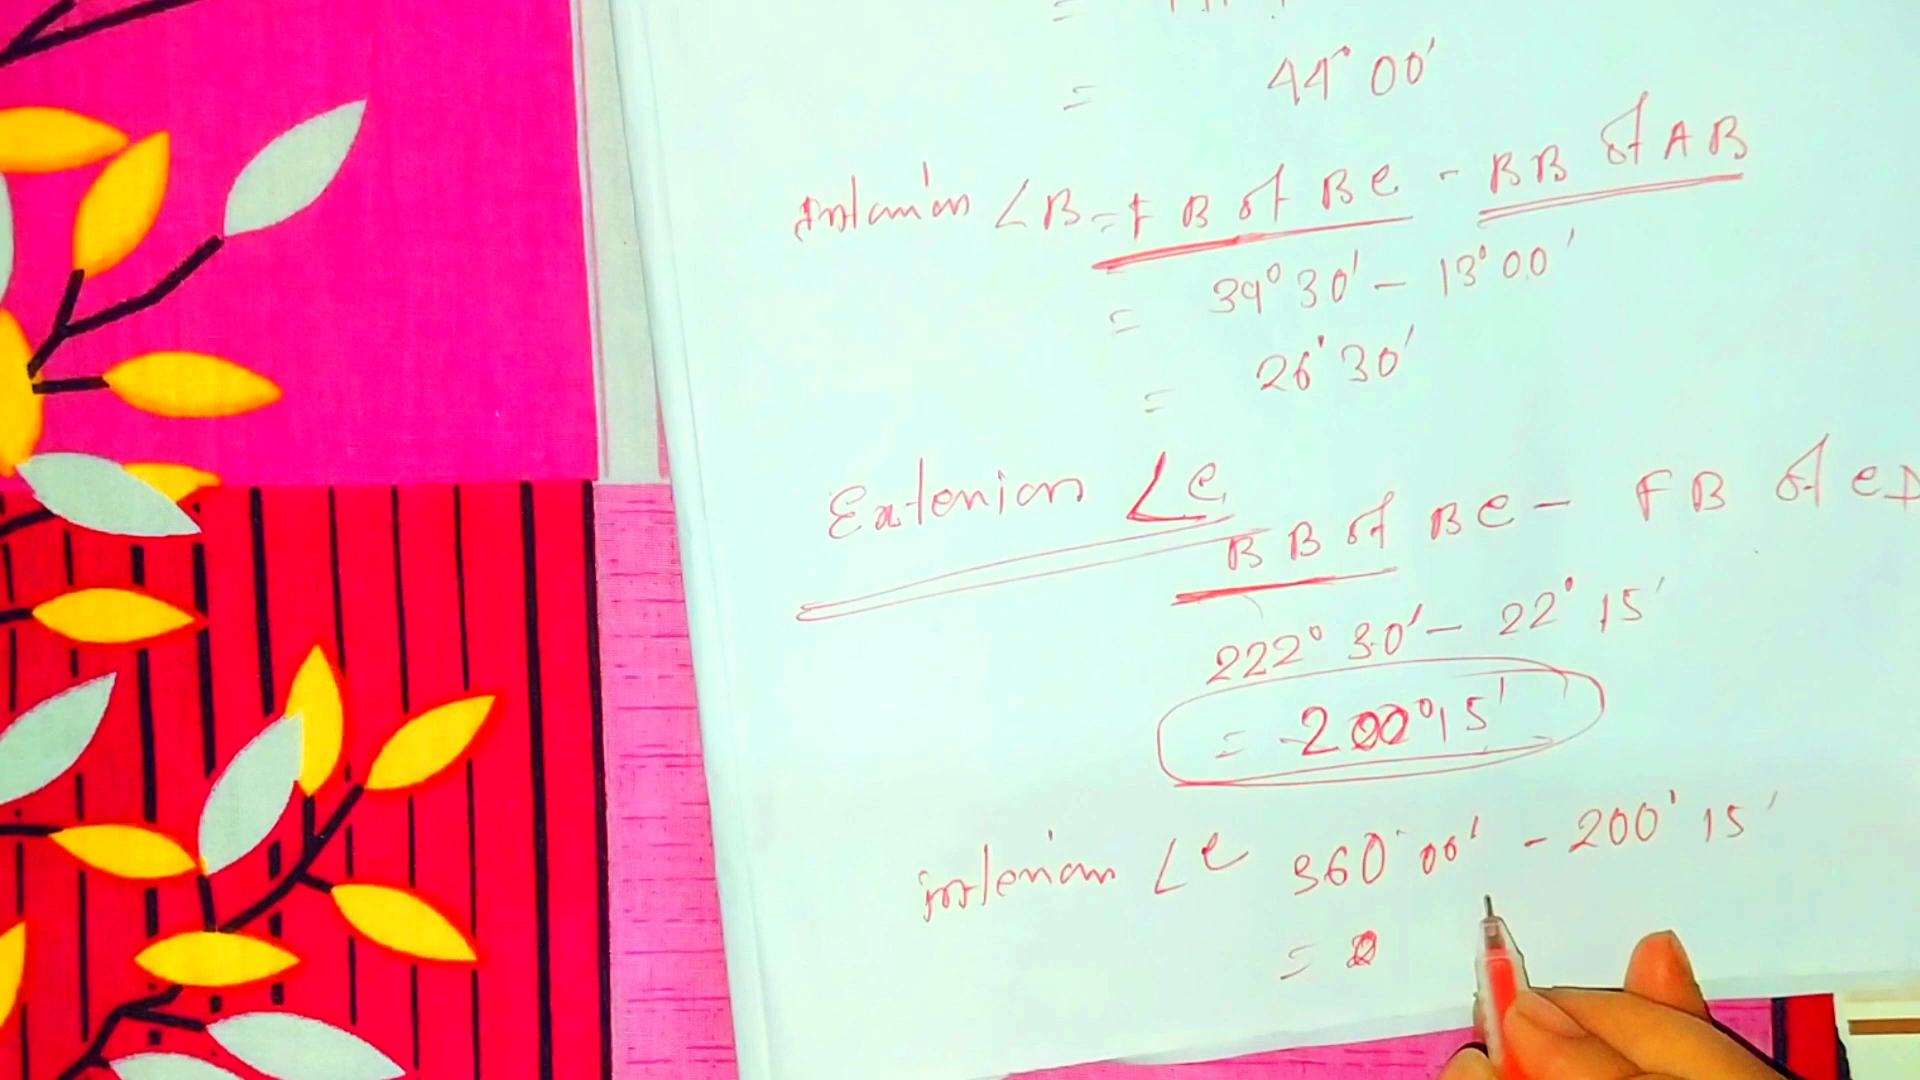 = 44° 00'
Interior ∠B = F B of BC - BB of AB
= 39° 30' - 13° 00'
= 26° 30'
Exterior ∠C
BB of BC - FB of CD
222° 30' - 22° 15'
= 200° 15'
interior ∠C 360° 00' - 200° 15'
=